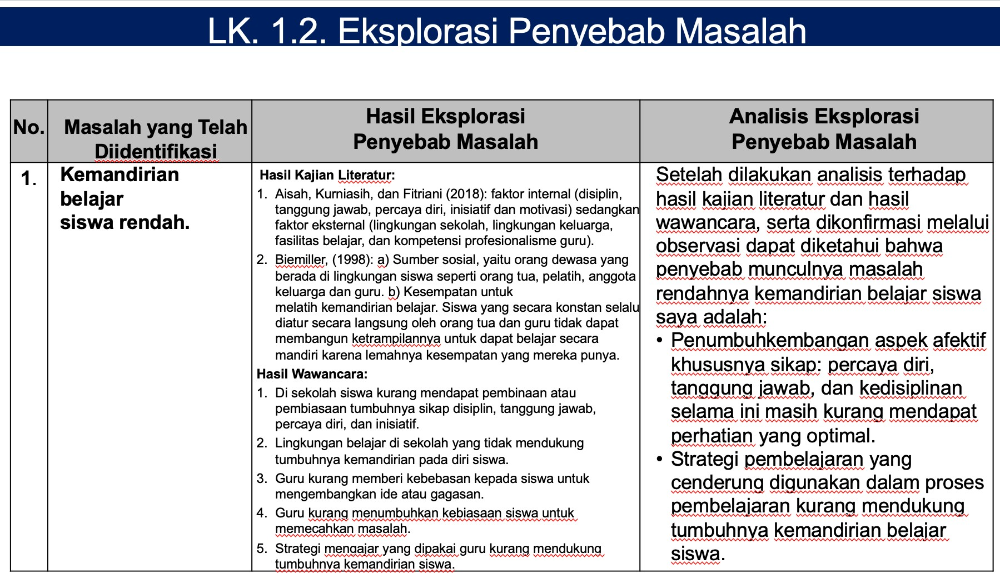 LK. 1.2. Eksplorasi Penyebab Masalah
No.
Masalah yang Telah
Diidentifikasi
Hasil Eksplorasi
Penyebab Masalah
Analisis Eksplorasi
Penyebab Masalah
1.
Kemandirian
belajar
siswa rendah.
Hasil Kajian Literatur:
1. Aisah, Kurniasih, dan Fitriani (2018): faktor internal (disiplin,
tanggung jawab, percaya diri, inisiatif dan motivasi) sedangkan
faktor eksternal (lingkungan sekolah, lingkungan keluarga,
fasilitas belajar, dan kompetensi profesionalisme guru).
2. Biemiller, (1998): a) Sumber sosial, yaitu orang dewasa yang
berada di lingkungan siswa seperti orang tua, pelatih, anggota
keluarga dan guru. b) Kesempatan untuk
melatih kemandirian belajar. Siswa yang secara konstan selalu
diatur secara langsung oleh orang tua dan guru tidak dapat
membangun ketrampilannya untuk dapat belajar secara
mandiri karena lemahnya kesempatan yang mereka punya.
Hasil Wawancara:
1. Di sekolah siswa kurang mendapat pembinaan atau
pembiasaan tumbuhnya sikap disiplin, tanggung jawab,
percaya diri, dan inisiatif.
2. Lingkungan belajar di sekolah yang tidak mendukung
tumbuhnya kemandirian pada diri siswa.
3. Guru kurang memberi kebebasan kepada siswa untuk
mengembangkan ide atau gagasan.
4. Guru kurang menumbuhkan kebiasaan siswa untuk
memecahkan masalah.
5. Strategi mengajar yang dipakai guru kurang mendukung
tumbuhnya kemandirian siswa.
Setelah dilakukan analisis terhadap
hasil kajian literatur dan hasil
wawancara, serta dikonfirmasi melalui
observasi dapat diketahui bahwa
penyebab munculnya masalah
rendahnya kemandirian belajar siswa
saya adalah:
• Penumbuhkembangan aspek afektif
khususnya sikap: percaya diri,
tanggung jawab, dan kedisiplinan
selama ini masih kurang mendapat
perhatian yang optimal.
• Strategi pembelajaran yang
cenderung digunakan dalam proses
pembelajaran kurang mendukung
tumbuhnya kemandirian belajar
siswa.